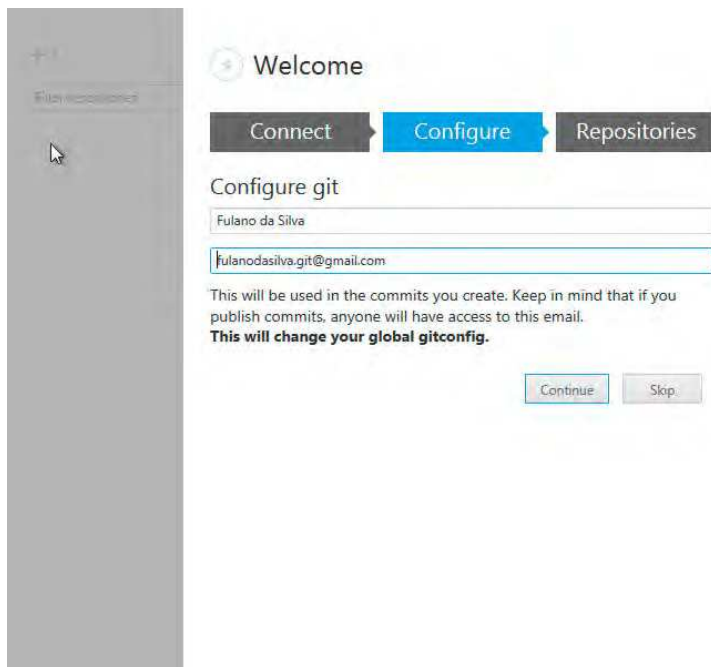 Filter repositories
Welcome
Connect Configure Repositories
Configure git
Fulano da Silva
fulanodasilva.git@gmail.com
This will be used in the commits you create. Keep in mind that if you
publish commits, anyone will have access to this email.
This will change your global gitconfig.
Continue Skip